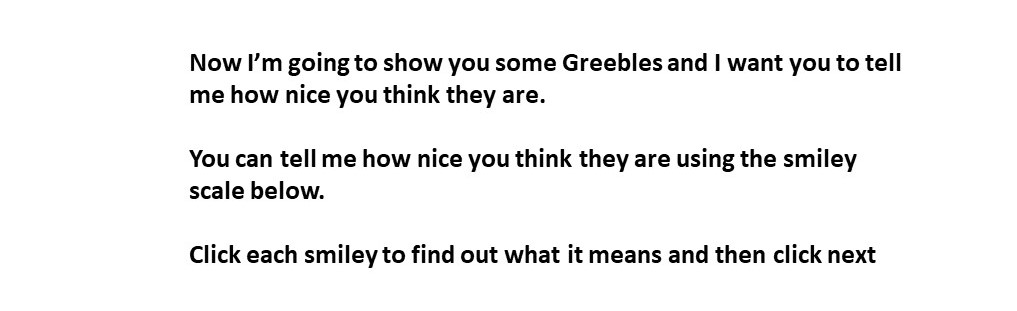 Now I’m going to show you some Greebles and I want you to tell
me how nice you think they are.
You can tell me how nice you think they are using the smiley
scale below.
Click each smiley to find out what it means and then click next